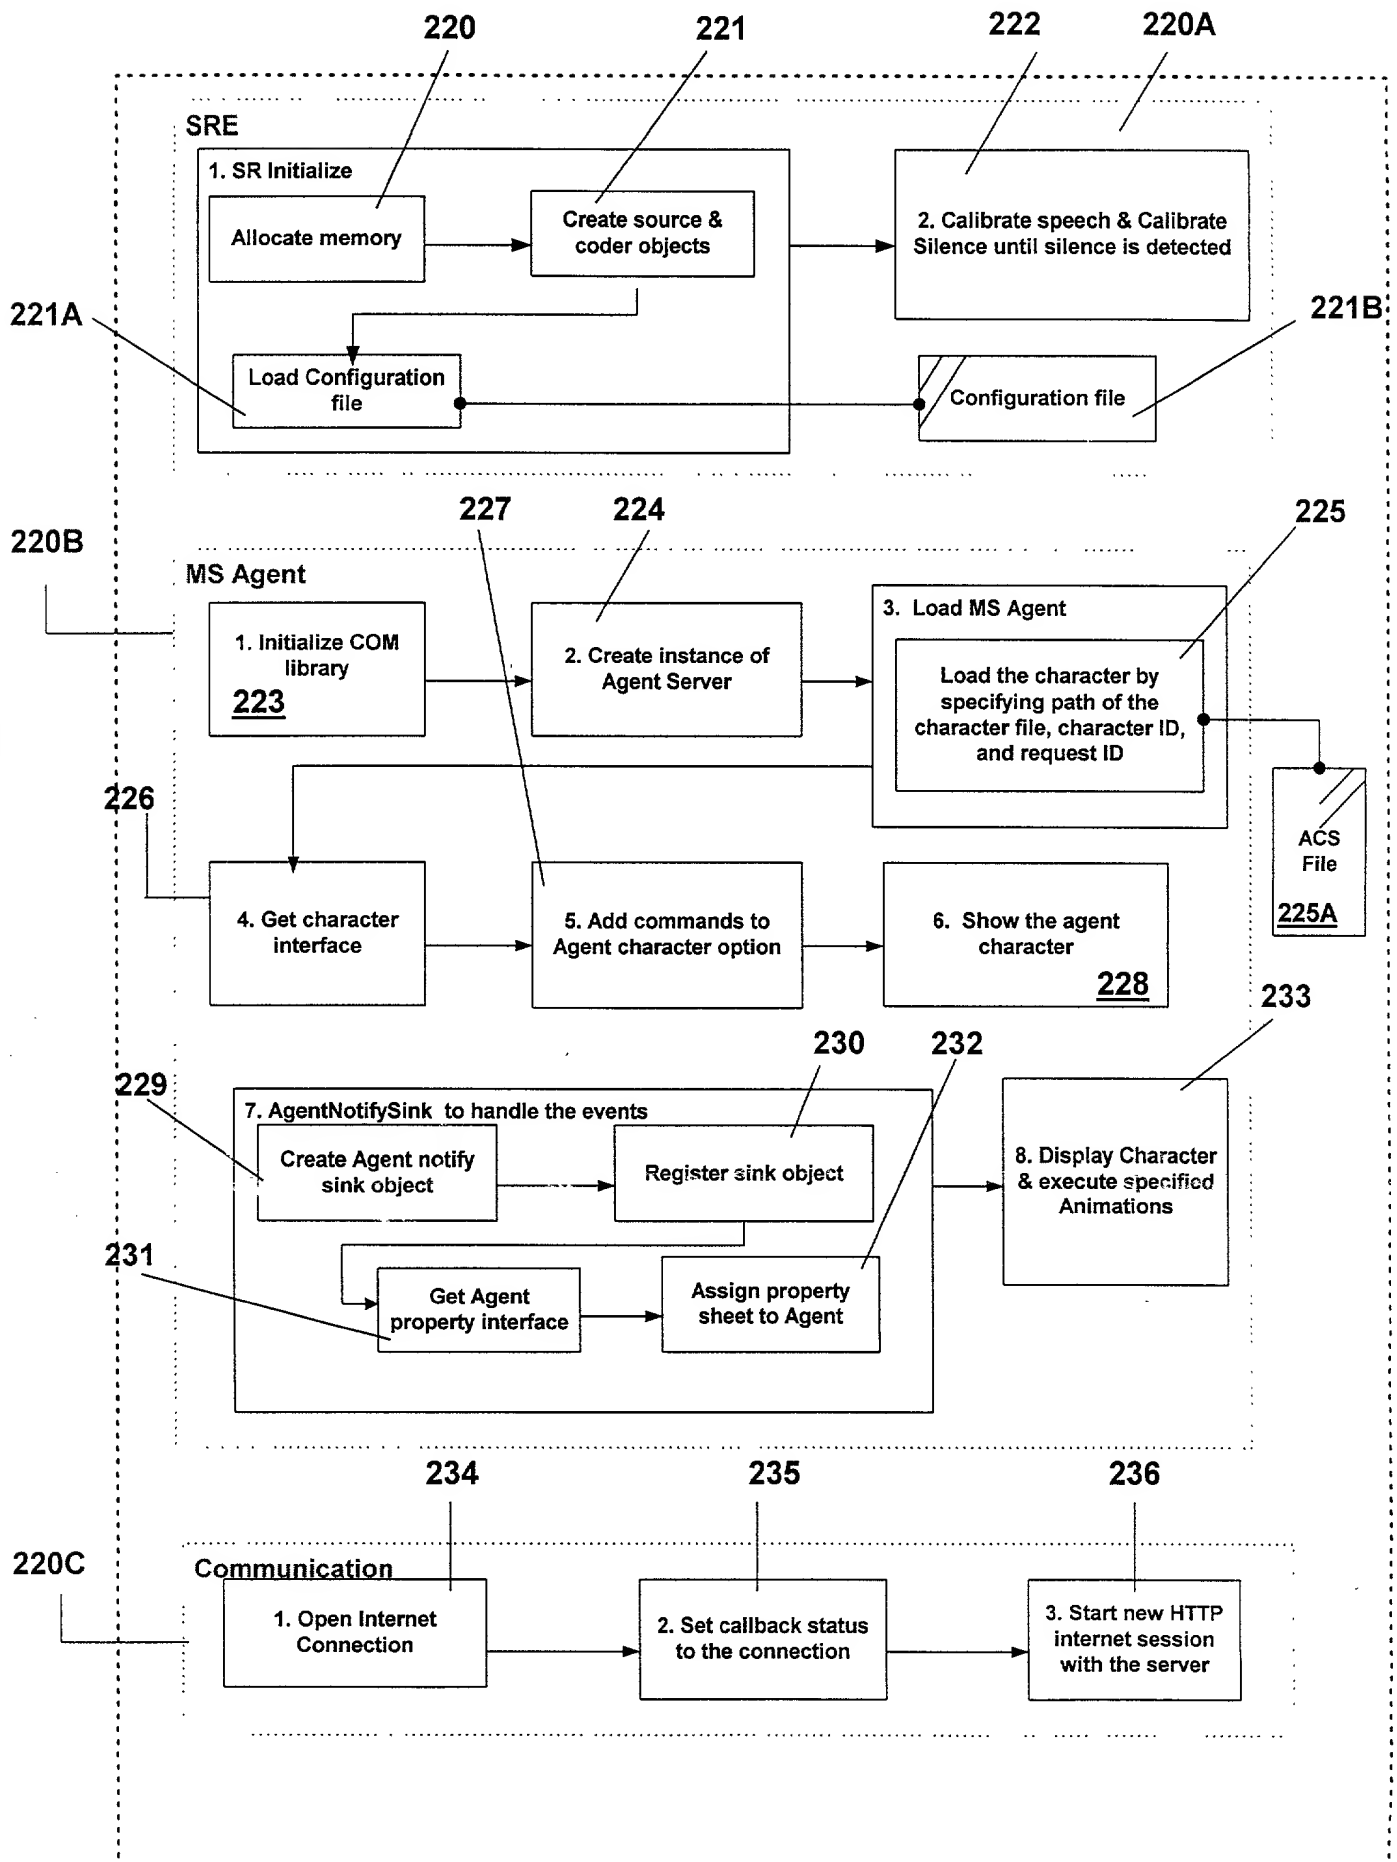 220
221
222
220A
SRE
1. SR Initialize
Allocate memory
Create source &
coder objects
2. Calibrate speech & Calibrate
Silence until silence is detected
221A
221B
Load Configuration
file
Configuration file
227
224
225
220B
MS Agent
1. Initialize COM
library
223
2. Create instance of
Agent Server
3. Load MS Agent
Load the character by
specifying path of the
character file, character ID,
and request ID
226
ACS
File
225A
4. Get character
interface
5. Add commands to
Agent character option
6. Show the agent
character
228
233
230
232
229
7. AgentNotifySink to handle the events
Create Agent notify
sink object
Register sink object
8. Display Character
& execute specified
Animations
231
Get Agent
property interface
Assign property
sheet to Agent
234
235
236
220C
Communication
1. Open Internet
Connection
2. Set callback status
to the connection
3. Start new HTTP
internet session
with the server